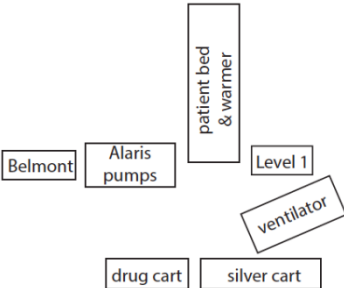 patient bed
& warmer
Belmont
Alaris
pumps
Level 1
ventilator
drug cart
silver cart